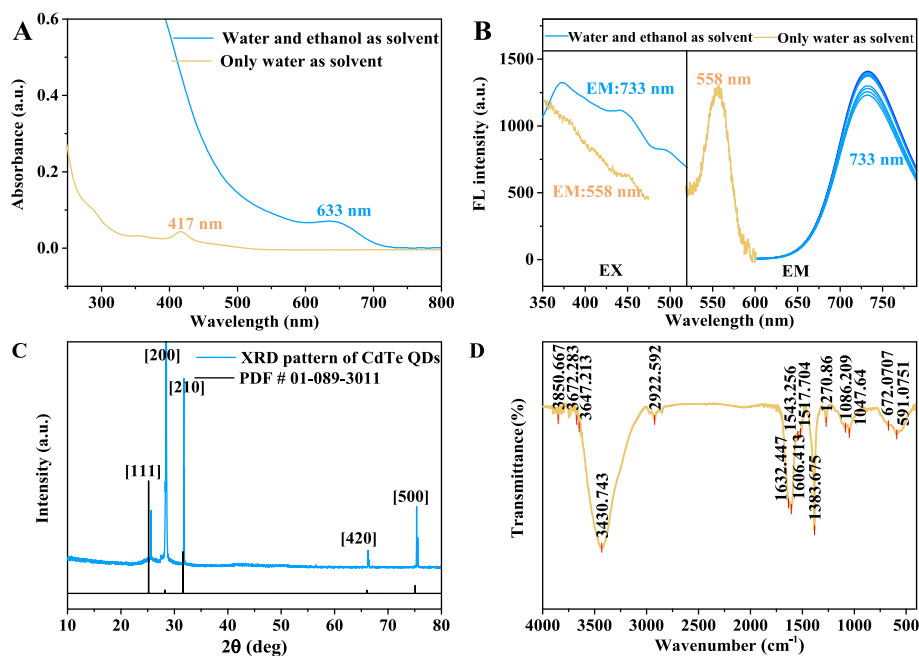 A
Water and ethanol as solvent
Only water as solvent
0.6
0.4
0.2
0.0
417 nm
633 nm
300 400 500 600 700 800
Wavelength (nm)
Absorbance (a.u.)
B
Water and ethanol as solvent Only water as solvent
1500
1250
1000
750
500
250
0
EM:733 nm
EM:558 nm
558 nm
733 nm
EX EM
350 400 450 500 550 600 650 700 750
Wavelength (nm)
FL intensity (a.u.)
C
XRD pattern of CdTe QDs
PDF # 01-089-3011
[111]
[200]
[210]
[420]
[500]
10 20 30 40 50 60 70 80
2θ (deg)
Intensity (a.u.)
D
3850.667
3672.283
3647.213
3430.743
2922.592
1632.447
1606.413
1543.256
1517.704
1383.675
1270.86
1086.209
1047.64
672.0707
591.0751
4000 3500 3000 2500 2000 1500 1000 500
Wavenumber (cm⁻¹)
Transmittance(%)